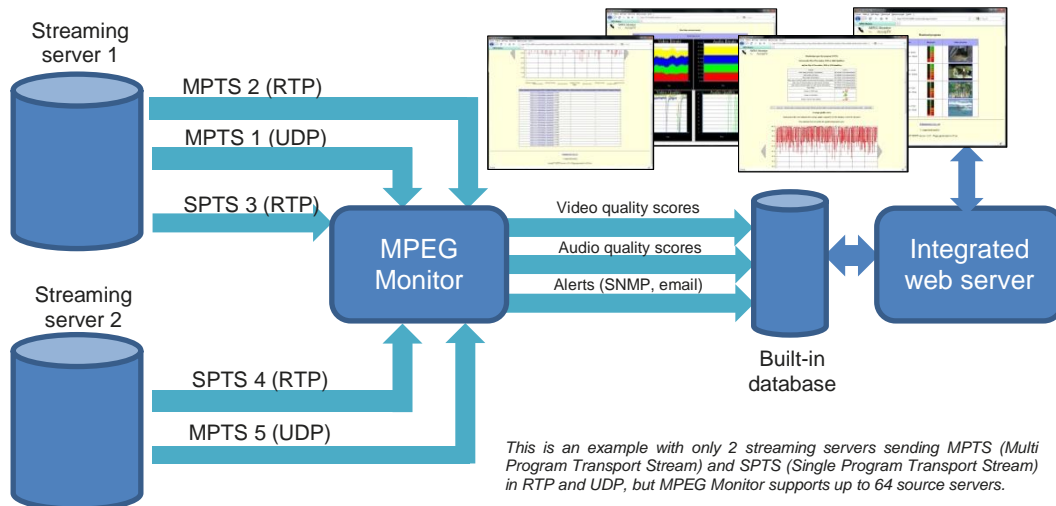 Streaming
server 1
MPTS 2 (RTP)
MPTS 1 (UDP)
SPTS 3 (RTP)
MPEG
Monitor
Video quality scores
Audio quality scores
Alerts (SNMP, email)
Integrated
web server
Built-in
database
Streaming
server 2
SPTS 4 (RTP)
MPTS 5 (UDP)
This is an example with only 2 streaming servers sending MPTS (Multi
Program Transport Stream) and SPTS (Single Program Transport Stream)
in RTP and UDP, but MPEG Monitor supports up to 64 source servers.